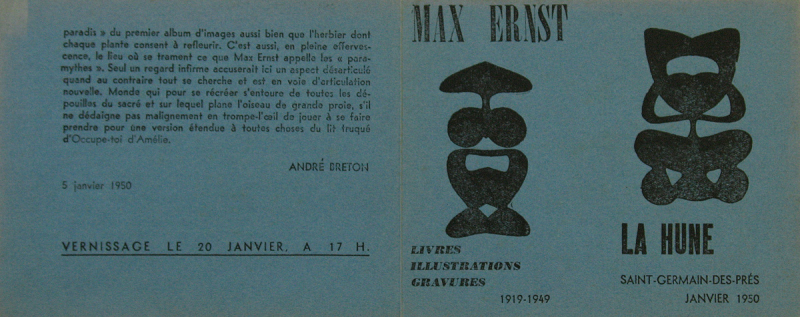 paradis » du premier album d'images aussi bien que l'herbier dont
chaque plante consent à refleurir. C'est aussi, en pleine efferves-
cence, le lieu où se trament ce que Max Ernst appelle les « para-
mythes ». Seul un regard infirme accuserait ici un aspect désarticulé
quand au contraire tout se cherche et est en voie d'articulation
nouvelle. Monde qui pour se récréer s'entoure de toutes les dé-
pouilles du sacré et sur lequel plane l'oiseau de grande proie, s'il
ne dédaigne pas malignement en trompe-l'œil de jouer à se faire
prendre pour une version étendue à toutes choses du lit truqué
d'Occupe-toi d'Amélie.
ANDRÉ BRETON
5 janvier 1950
VERNISSAGE LE 20 JANVIER, A 17 H.
MAX ERNST
LIVRES
ILLUSTRATIONS
GRAVURES
1919-1949
LA HUNE
SAINT-GERMAIN-DES-PRÉS
JANVIER 1950